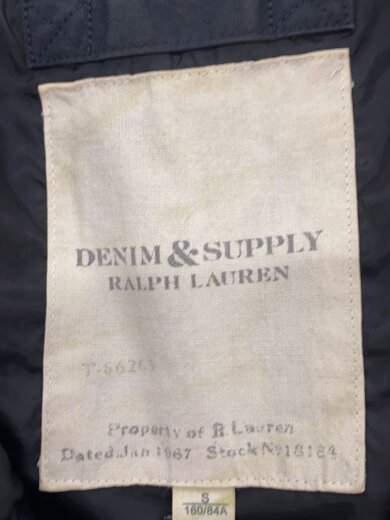 DENIM & SUPPLY
RALPH LAUREN
Property of R. Lauren
Dated Jan 1967 Stock No 18184
S
160/84A